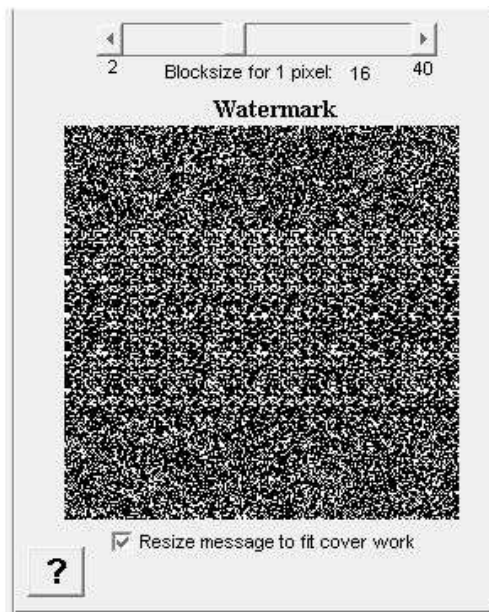 2 Blocksize for 1 pixel: 16 40
Watermark
Resize message to fit cover work
?